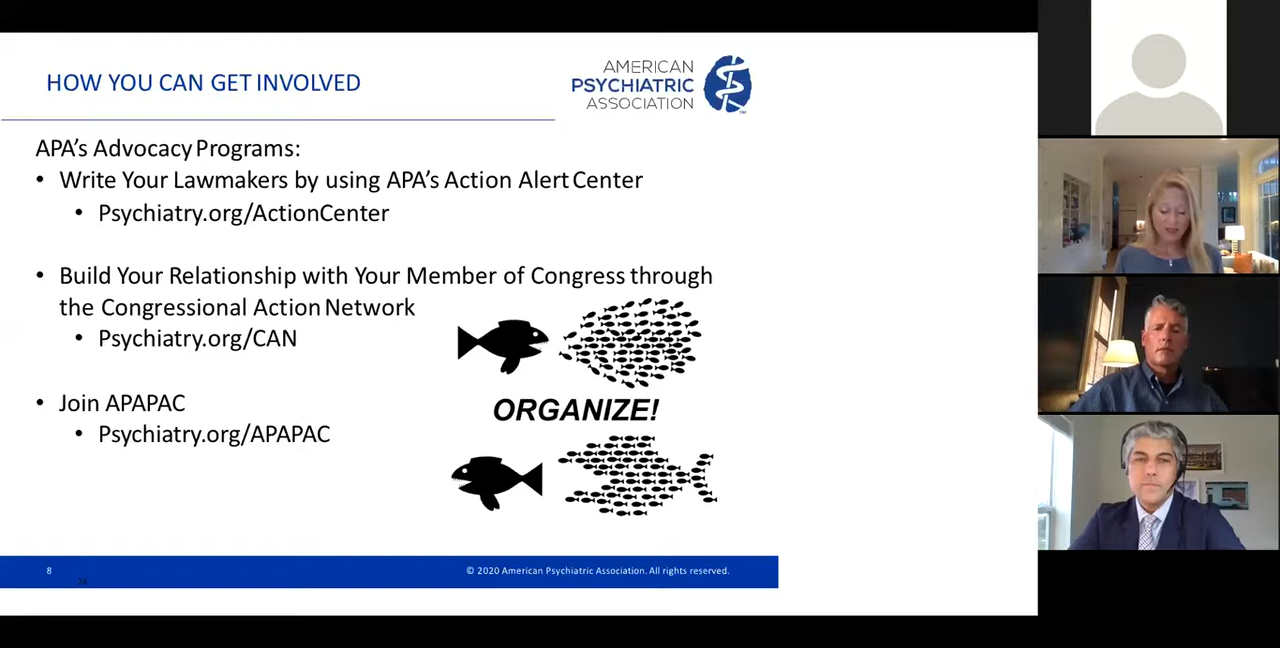 HOW YOU CAN GET INVOLVED
AMERICAN
PSYCHIATRIC
ASSOCIATION
TM
APA's Advocacy Programs:
• Write Your Lawmakers by using APA's Action Alert Center
• Psychiatry.org/ActionCenter
• Build Your Relationship with Your Member of Congress through
the Congressional Action Network
• Psychiatry.org/CAN
ORGANIZE!
• Join APAPAC
• Psychiatry.org/APAPAC
8
© 2020 American Psychiatric Association. All rights reserved.